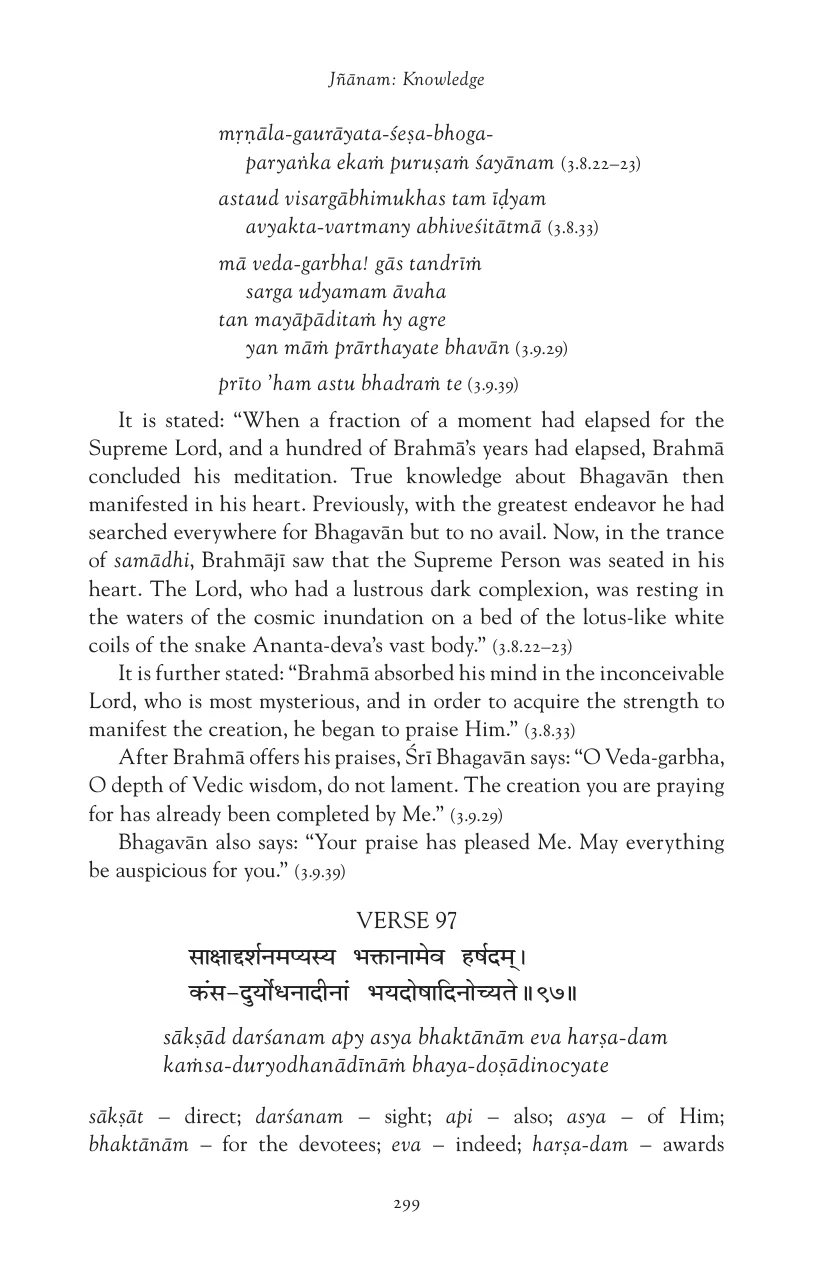 Jñānam: Knowledge
mṛṇāla-gaurāyata-śeṣa-bhoga-
paryaṅka ekaṁ puruṣaṁ śayānam (3.8.22–23)
astaud visargābhimukhas tam īḍyam
avyakta-vartmany abhiveśitātmā (3.8.33)
mā veda-garbha! gās tandrīṁ
sarga udyamam āvaha
tan mayāpāditaṁ hy agre
yan māṁ prārthayate bhavān (3.9.29)
prīto ’ham astu bhadraṁ te (3.9.39)
It is stated: “When a fraction of a moment had elapsed for the
Supreme Lord, and a hundred of Brahmā’s years had elapsed, Brahmā
concluded his meditation. True knowledge about Bhagavān then
manifested in his heart. Previously, with the greatest endeavor he had
searched everywhere for Bhagavān but to no avail. Now, in the trance
of samādhi, Brahmājī saw that the Supreme Person was seated in his
heart. The Lord, who had a lustrous dark complexion, was resting in
the waters of the cosmic inundation on a bed of the lotus-like white
coils of the snake Ananta-deva’s vast body.” (3.8.22–23)
It is further stated: “Brahmā absorbed his mind in the inconceivable
Lord, who is most mysterious, and in order to acquire the strength to
manifest the creation, he began to praise Him.” (3.8.33)
After Brahmā offers his praises, Śrī Bhagavān says: “O Veda-garbha,
O depth of Vedic wisdom, do not lament. The creation you are praying
for has already been completed by Me.” (3.9.29)
Bhagavān also says: “Your praise has pleased Me. May everything
be auspicious for you.” (3.9.39)
VERSE 97
साक्षाद्दर्शनमप्यस्य भक्तानामेव हर्षदम्।
कंस–दुर्योधनादीनां भयदोषादिनोच्यते॥९७॥
sākṣād darśanam apy asya bhaktānām eva harṣa-dam
kaṁsa-duryodhanādīnāṁ bhaya-doṣādinocyate
sākṣāt – direct; darśanam – sight; api – also; asya – of Him;
bhaktānām – for the devotees; eva – indeed; harṣa-dam – awards
299